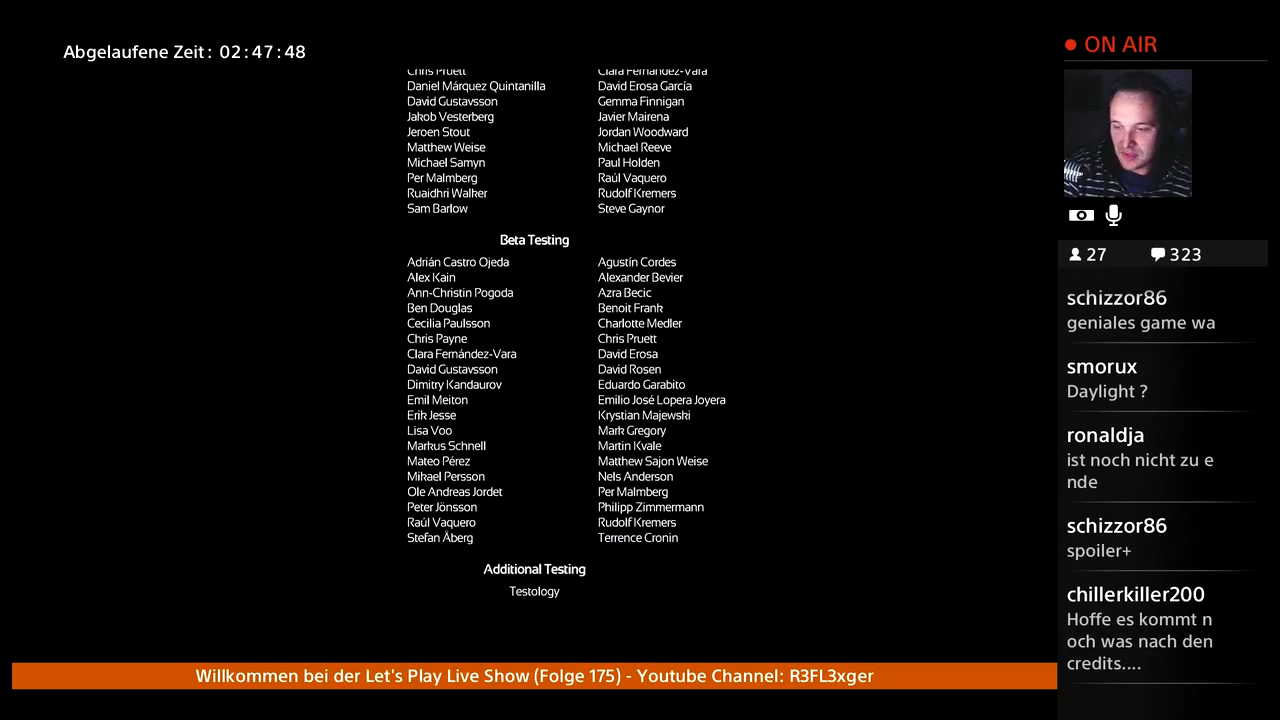 Abgelaufene Zeit: 02:47:48
Chris Pruett
Clara Fernández-Vara
Daniel Márquez Quintanilla
David Erosa García
David Gustavsson
Gemma Finnigan
Jakob Vesterberg
Javier Mairena
Jeroen Stout
Jordan Woodward
Matthew Weise
Michael Reeve
Michael Samyn
Paul Holden
Per Malmberg
Raúl Vaquero
Ruaidhri Walker
Rudolf Kremers
Sam Barlow
Steve Gaynor
Beta Testing
Adrián Castro Ojeda
Agustín Cordes
Alex Kain
Alexander Bevier
Ann-Christin Pogoda
Azra Becic
Ben Douglas
Benoit Frank
Cecilia Paulsson
Charlotte Medler
Chris Payne
Chris Pruett
Clara Fernández-Vara
David Erosa
David Gustavsson
David Rosen
Dimitry Kandaurov
Eduardo Garabito
Emil Meiton
Emilio José Lopera Joyera
Erik Jesse
Krystian Majewski
Lisa Voo
Mark Gregory
Markus Schnell
Martin Kvale
Mateo Pérez
Matthew Sajon Weise
Mikael Persson
Nels Anderson
Ole Andreas Jordet
Per Malmberg
Peter Jönsson
Philipp Zimmermann
Raúl Vaquero
Rudolf Kremers
Stefan Åberg
Terrence Cronin
Additional Testing
Testology
Willkommen bei der Let's Play Live Show (Folge 175) - Youtube Channel: R3FL3xger
ON AIR
27
323
schizzor86
geniales game wa
smorux
Daylight ?
ronaldja
ist noch nicht zu e
nde
schizzor86
spoiler+
chillerkiller200
Hoffe es kommt n
och was nach den
credits....